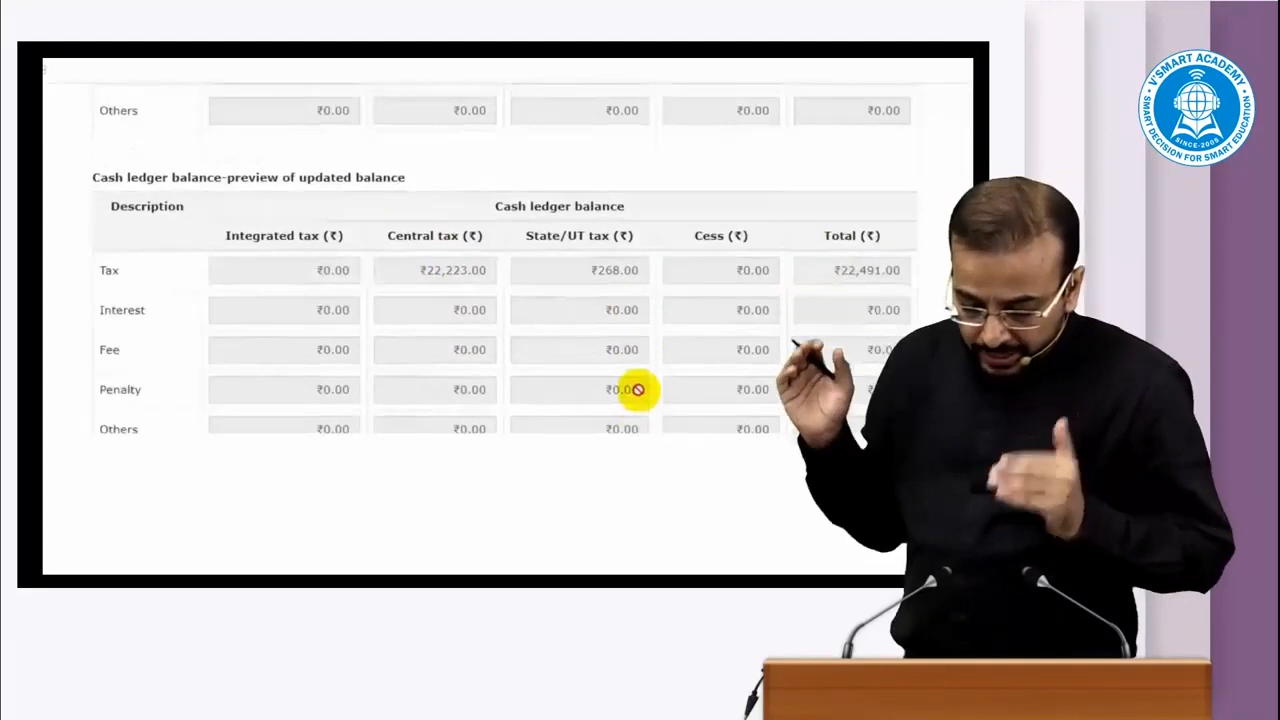 Others ₹0.00 ₹0.00 ₹0.00 ₹0.00 ₹0.00
Cash ledger balance-preview of updated balance
Description Cash ledger balance
Integrated tax (₹) Central tax (₹) State/UT tax (₹) Cess (₹) Total (₹)
Tax ₹0.00 ₹22,223.00 ₹268.00 ₹0.00 ₹22,491.00
Interest ₹0.00 ₹0.00 ₹0.00 ₹0.00 ₹0.00
Fee ₹0.00 ₹0.00 ₹0.00 ₹0.00
Penalty ₹0.00 ₹0.00 ₹0.00
Others ₹0.00 ₹0.00 ₹0.00 ₹0.00
V'SMART ACADEMY
SMART DECISION FOR SMART EDUCATION
SINCE-2005